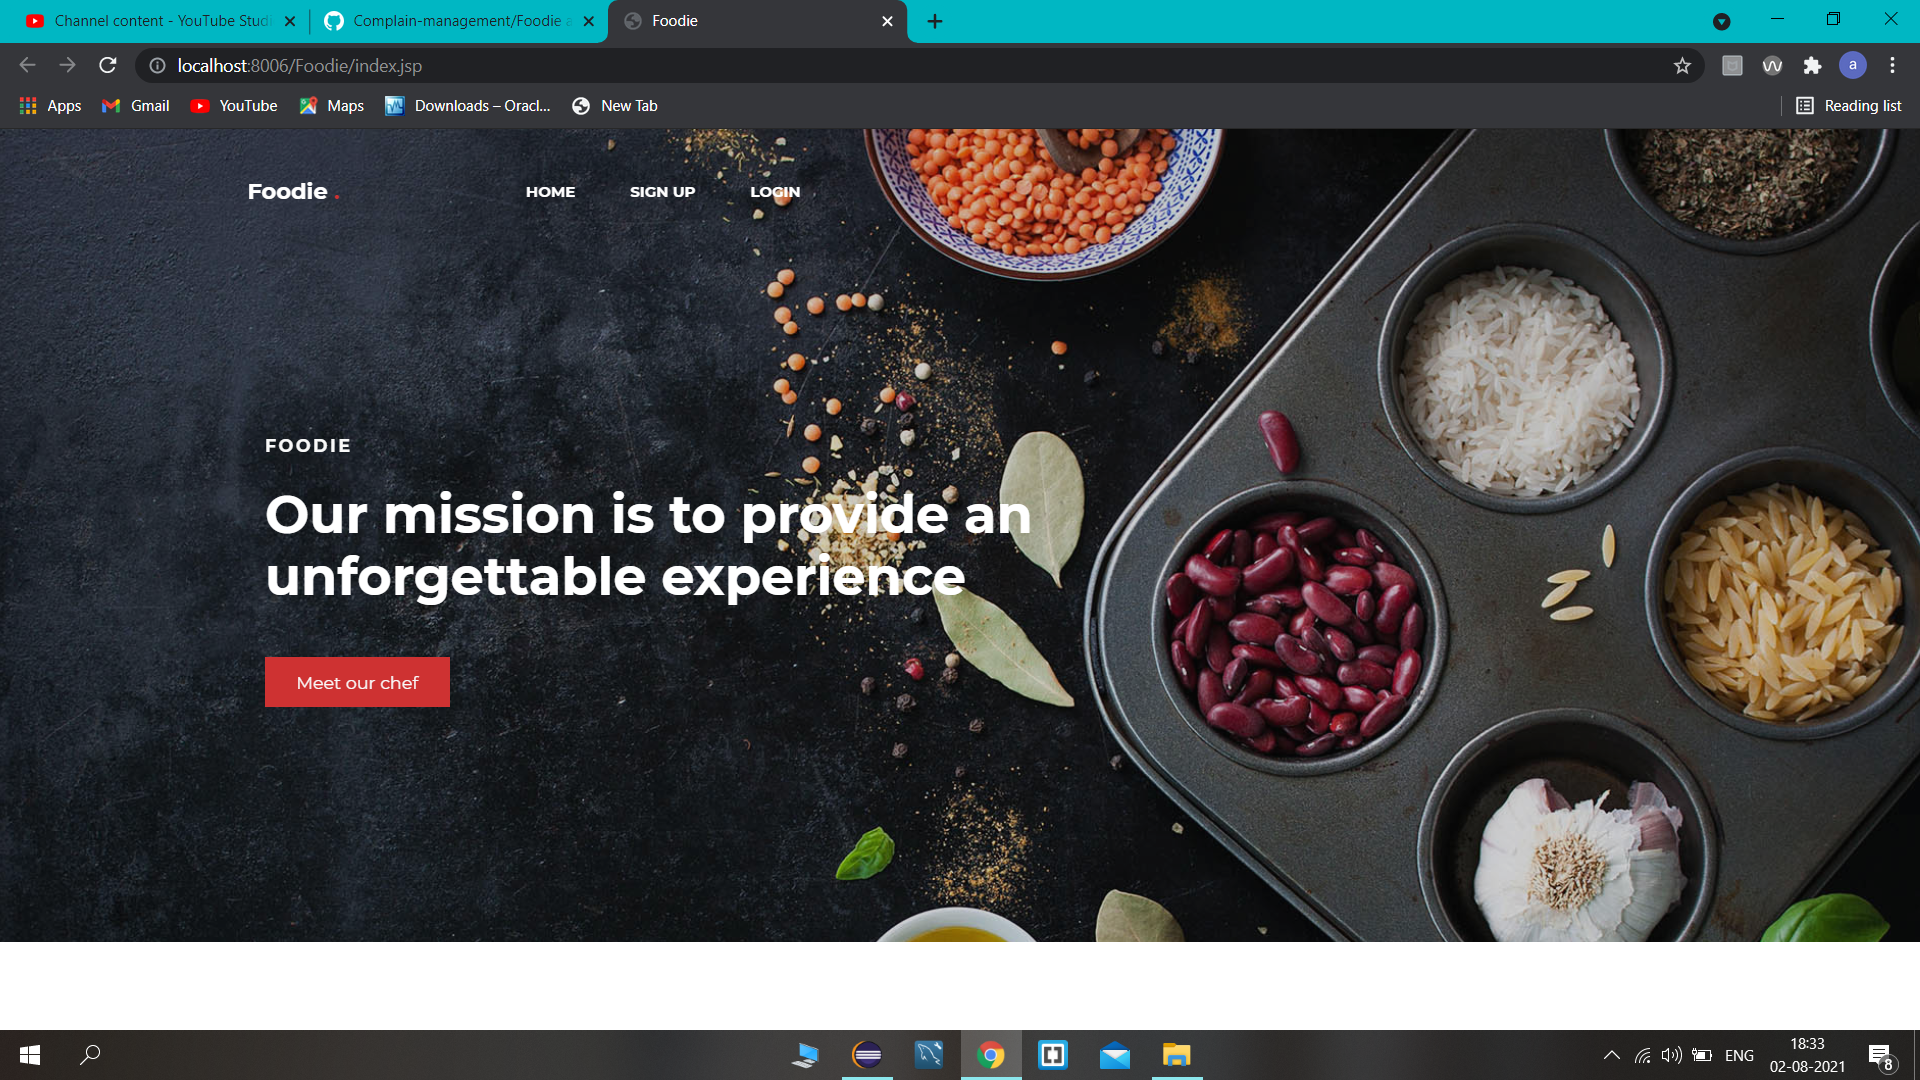 Channel content - YouTube Studi
Complain-management/Foodie a
Foodie
localhost:8006/Foodie/index.jsp
a
Apps
Gmail
YouTube
Maps
Downloads – Oracl...
New Tab
Reading list
Foodie .
HOME
SIGN UP
LOGIN
FOODIE
Our mission is to provide an
unforgettable experience
Meet our chef
ENG
18:33
02-08-2021
8